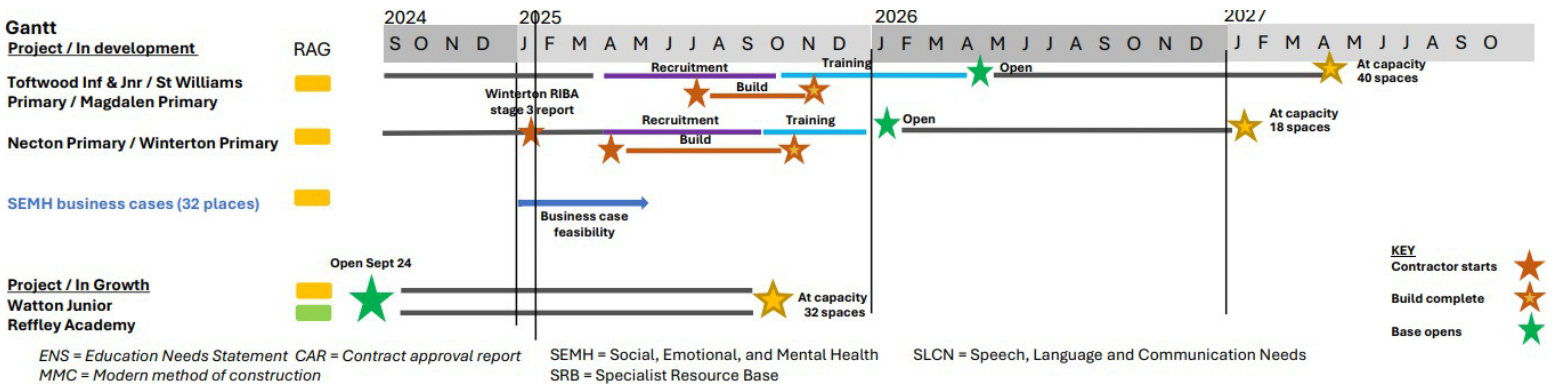 2024 2025 2026 2027
Gantt
Project / In development RAG S O N D J F M A M J J A S O N D J F M A M J J A S O N D J F M A M J J A S O
Recruitment Training
Toftwood Inf & Jnr / St Williams Open At capacity
Primary / Magdalen Primary Build 40 spaces
Winterton RIBA
stage 3 report
Recruitment Training Open At capacity
Necton Primary / Winterton Primary Build 18 spaces
SEMH business cases (32 places)
Business case
feasibility
Open Sept 24
KEY
Project / In Growth Contractor starts
Watton Junior At capacity Build complete
Reffley Academy 32 spaces Base opens
ENS = Education Needs Statement CAR = Contract approval report SEMH = Social, Emotional, and Mental Health SLCN = Speech, Language and Communication Needs
MMC = Modern method of construction SRB = Specialist Resource Base